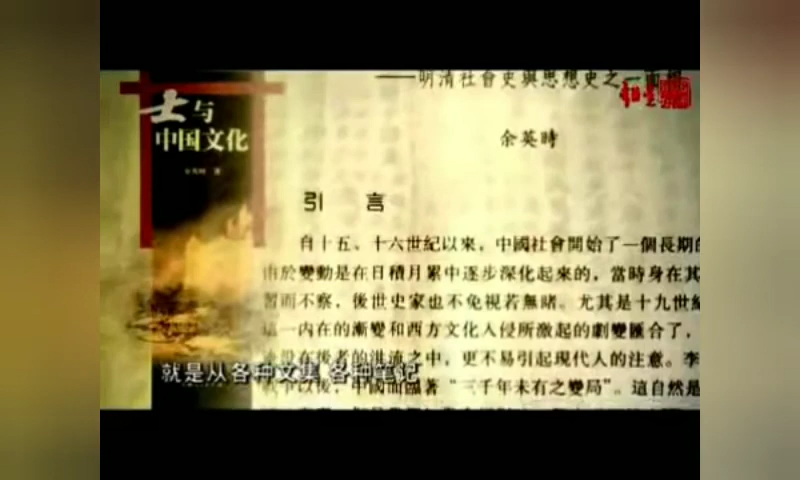 ——明清社會史與思想史之一面相
士与
中国文化
余英時 著
余英時
引 言
自十五、十六世紀以來，中國社會開始了一個長期的
由於變動是在日積月累中逐步深化起來的，當時身在其
習而不察，後世史家也不免視若無睹。尤其是十九世紀
這一内在的漸變和西方文化入侵所激起的劇變匯合了，
在後者的洪流之中，更不易引起現代人的注意。李
爭以後，中國面臨著“三千年未有之變局”。這自然是
就是从各种文集 各种笔记